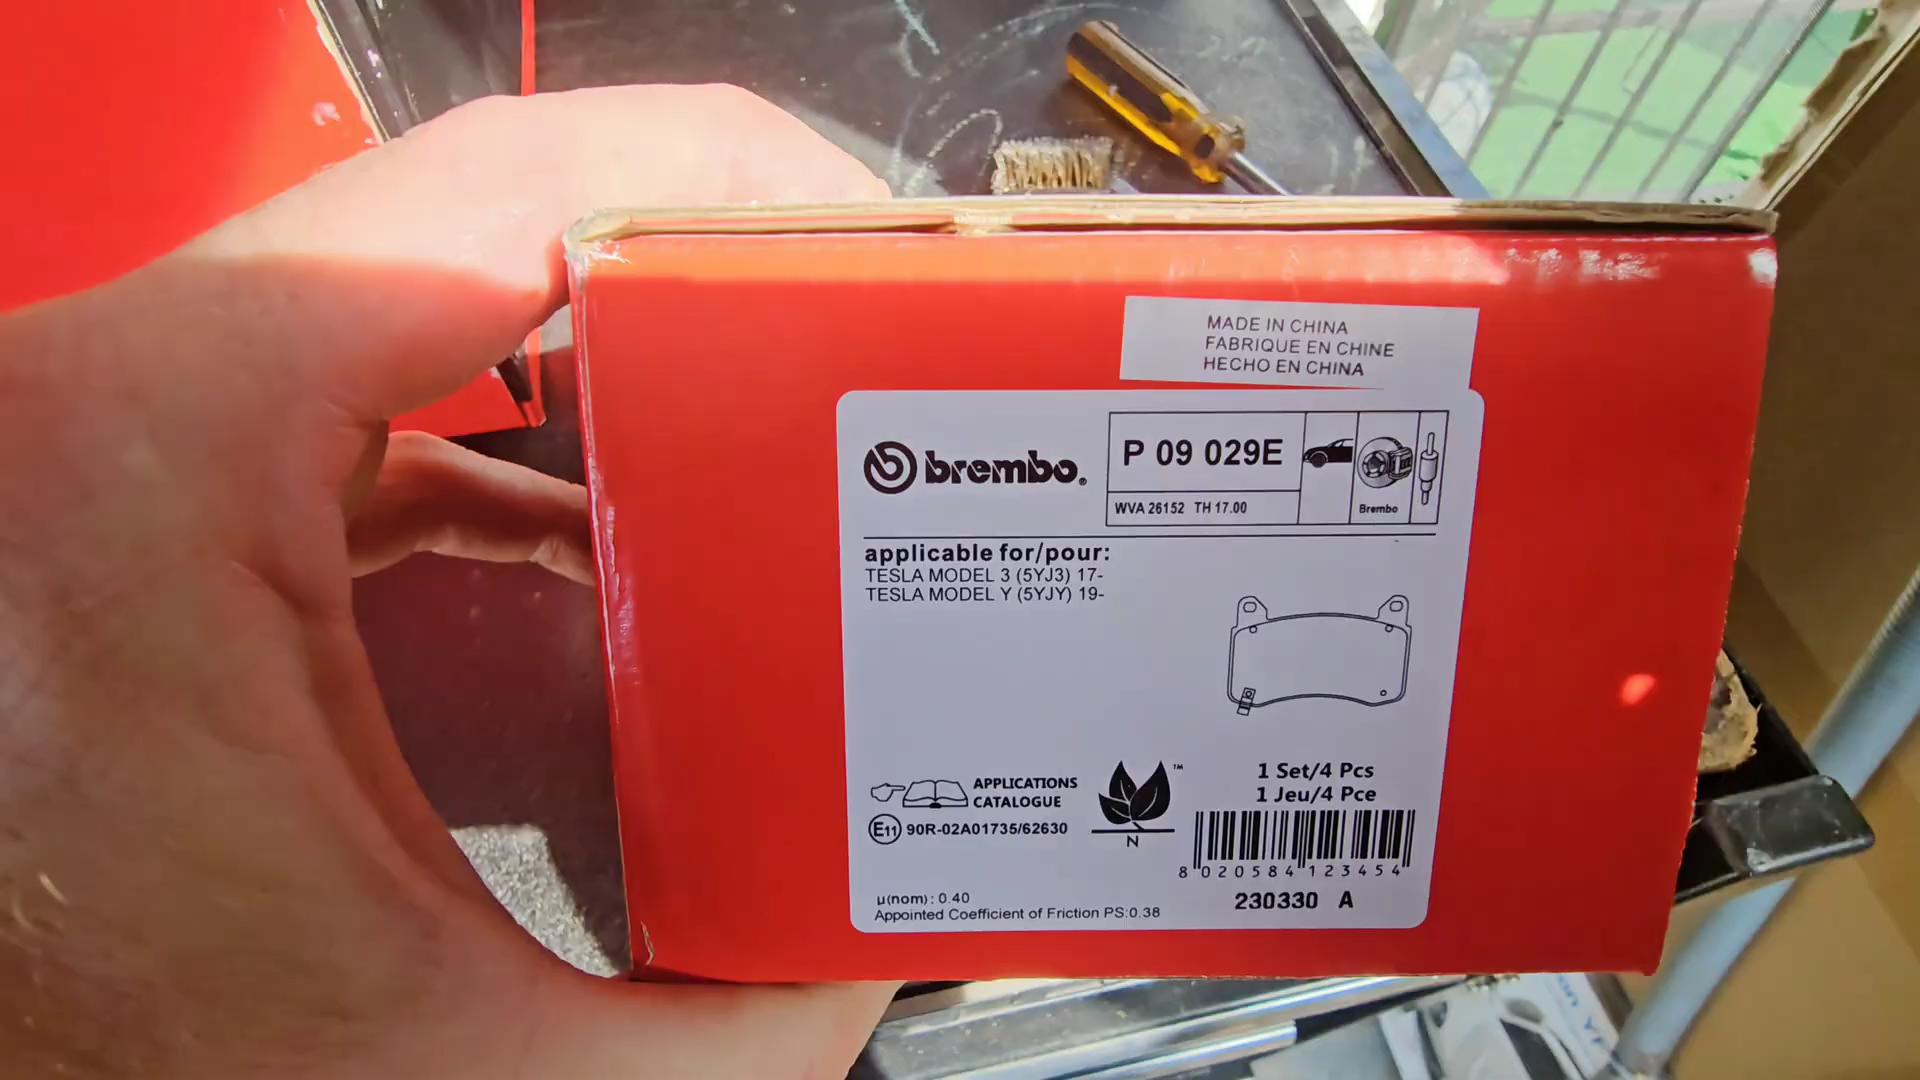 MADE IN CHINA
FABRIQUE EN CHINE
HECHO EN CHINA
brembo®
P 09 029E
WVA 26152 TH 17.00
Brembo
applicable for/pour:
TESLA MODEL 3 (5YJ3) 17-
TESLA MODEL Y (5YJY) 19-
APPLICATIONS
CATALOGUE
E11 90R-02A01735/62630
TM
N
1 Set/4 Pcs
1 Jeu/4 Pce
8 020584 123454
230330 A
µ(nom) : 0.40
Appointed Coefficient of Friction PS:0.38